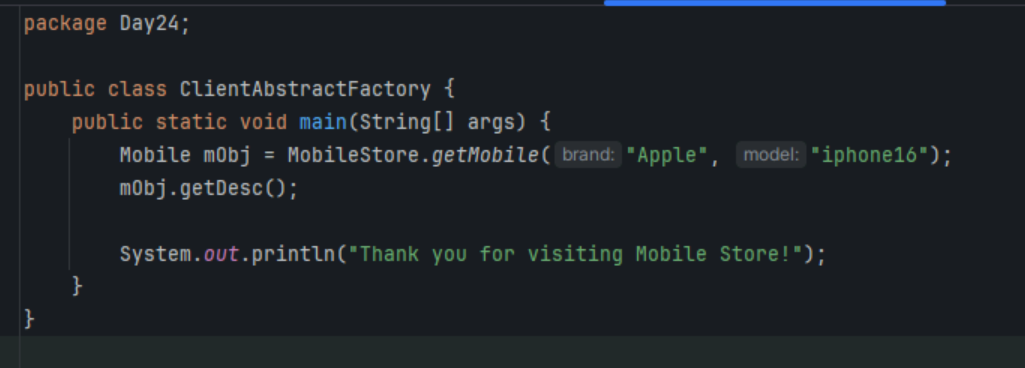 package Day24;
public class ClientAbstractFactory {
public static void main(String[] args) {
Mobile mObj = MobileStore.getMobile( brand: "Apple", model: "iphone16");
mObj.getDesc();
System.out.println("Thank you for visiting Mobile Store!");
}
}